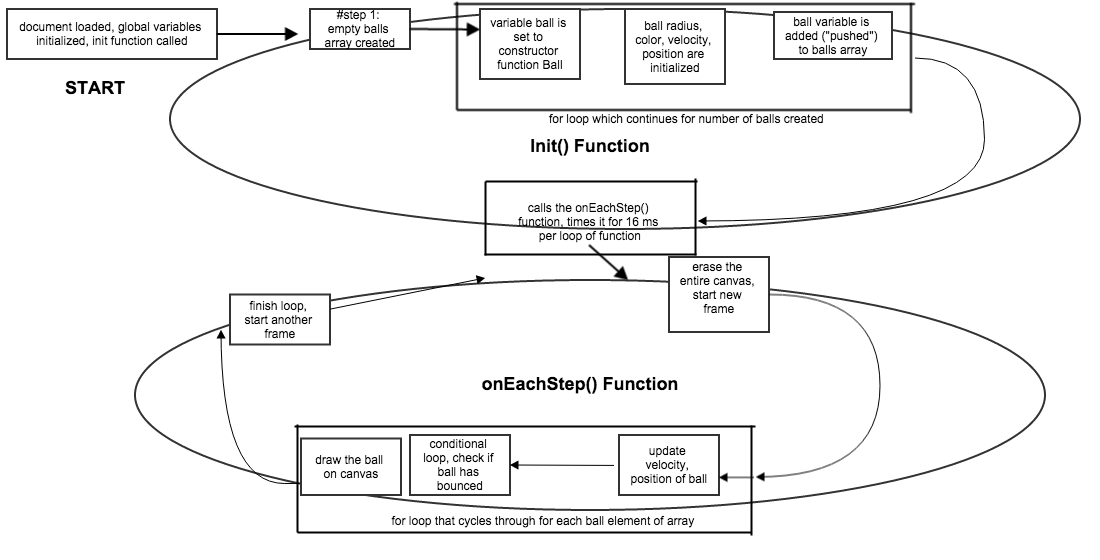 document loaded, global variables
initialized, init function called
START
#step 1:
empty balls
array created
variable ball is
set to
constructor
function Ball
ball radius,
color, velocity,
position are
initialized
ball variable is
added ("pushed")
to balls array
for loop which continues for number of balls created
Init() Function
calls the onEachStep()
function, times it for 16 ms
per loop of function
erase the
entire canvas,
start new
frame
finish loop,
start another
frame
onEachStep() Function
draw the ball
on canvas
conditional
loop, check if
ball has
bounced
update
velocity,
position of ball
for loop that cycles through for each ball element of array